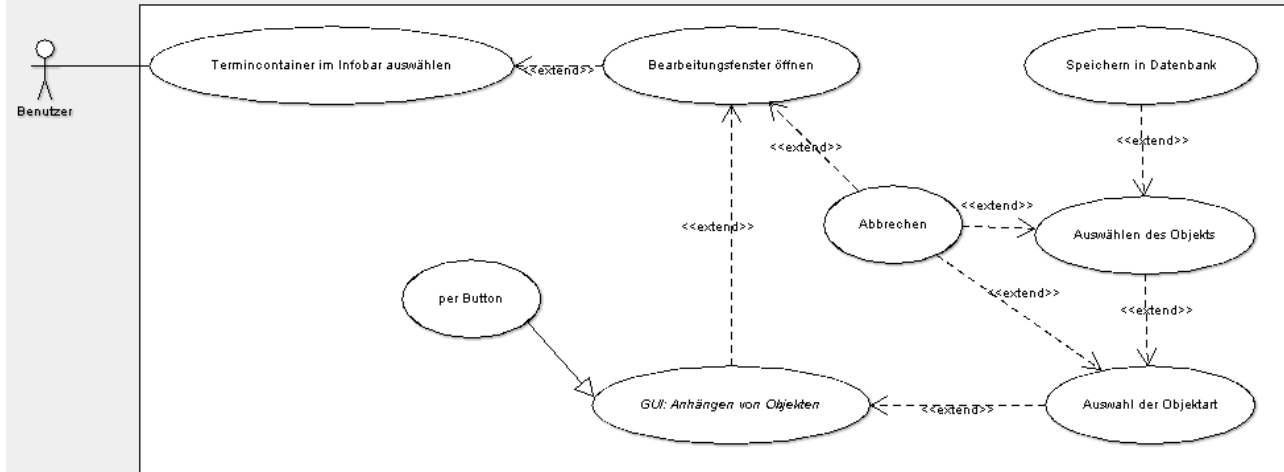 Termincontainer im Infobar auswählen
<<extend>>
Bearbeitungsfenster öffnen
Speichern in Datenbank
Benutzer
<<extend>>
<<extend>>
<<extend>>
Abbrechen
<<extend>>
Auswählen des Objekts
per Button
<<extend>>
<<extend>>
GUI: Anhängen von Objekten
<<extend>>
Auswahl der Objektart